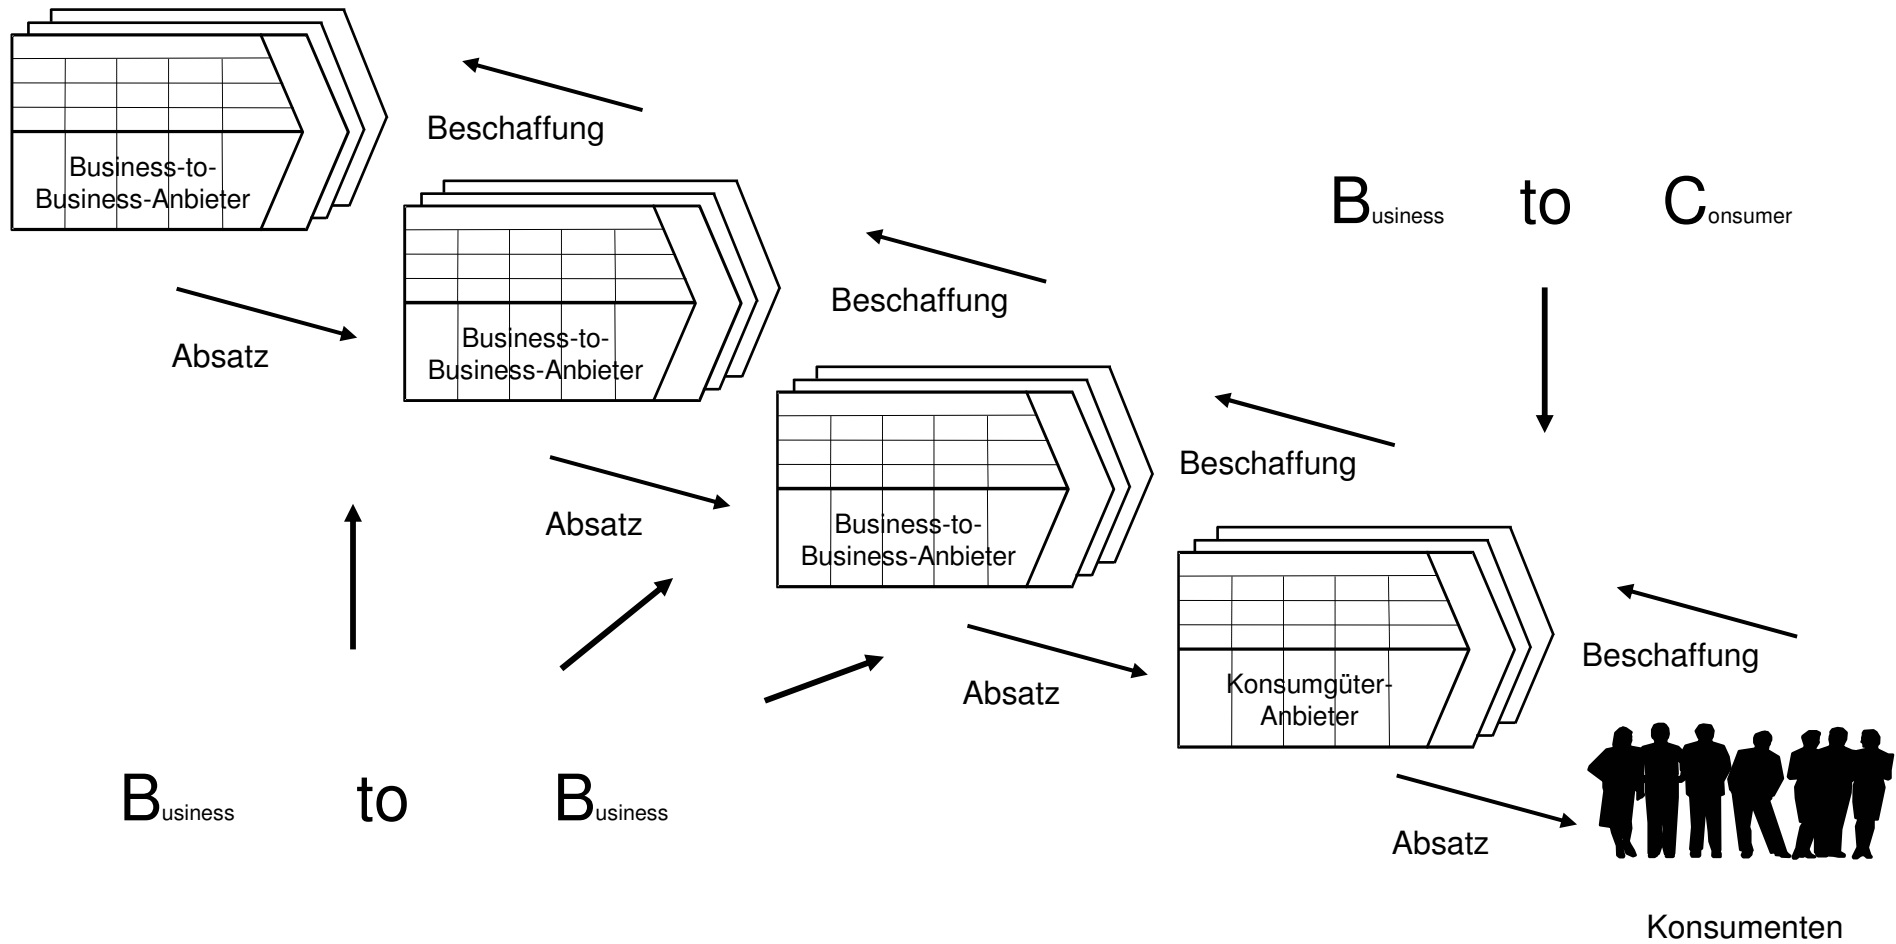 Beschaffung
Business-to-
Business-Anbieter
Absatz
Beschaffung
Business-to-
Business-Anbieter
Absatz
Beschaffung
Business-to-
Business-Anbieter
Absatz
Beschaffung
Konsumgüter-
Anbieter
Absatz
Konsumenten
Business to Consumer
Business to Business